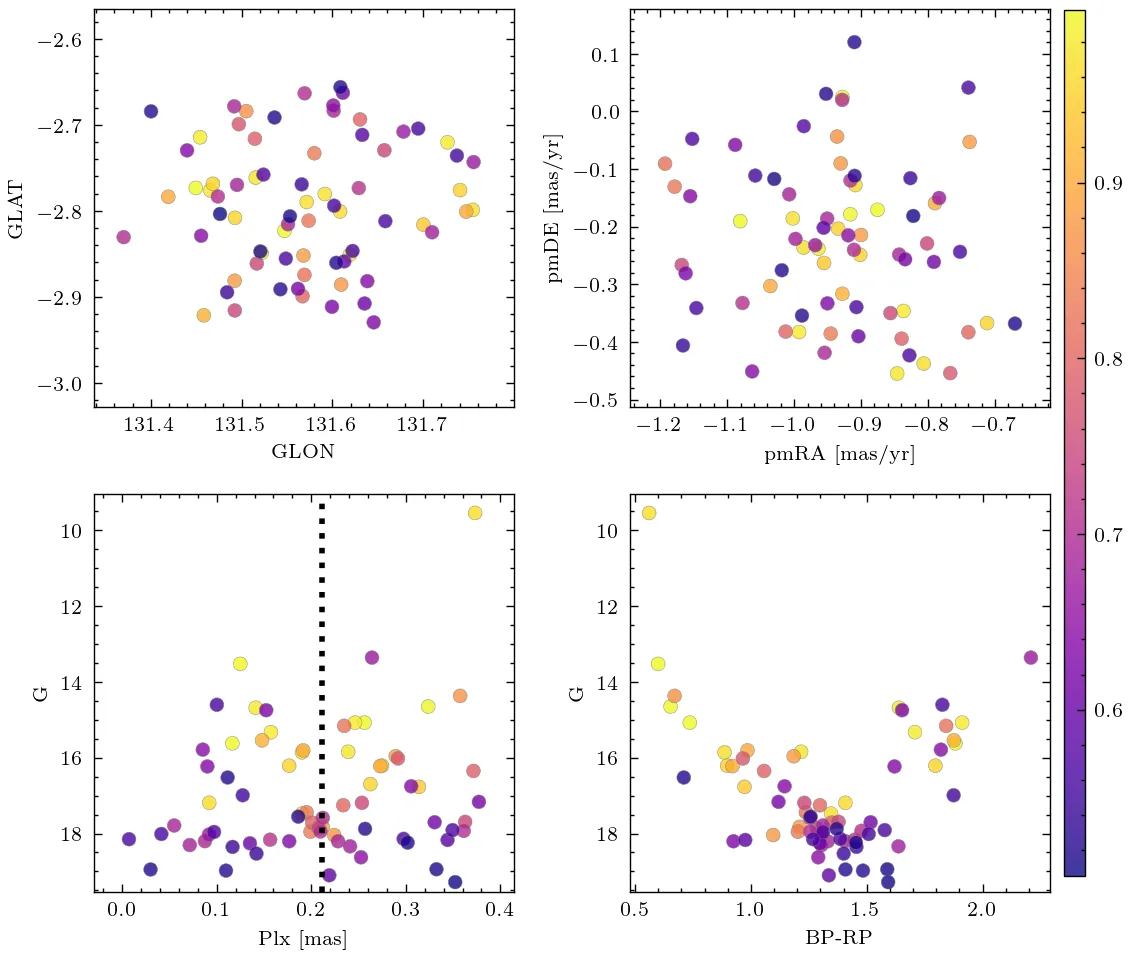 −2.6
−2.7
−2.8
−2.9
−3.0
GLAT
131.4 131.5 131.6 131.7
GLON
0.1
0.0
−0.1
−0.2
−0.3
−0.4
−0.5
pmDE [mas/yr]
−1.2 −1.1 −1.0 −0.9 −0.8 −0.7
pmRA [mas/yr]
10
12
14
16
18
G
0.0 0.1 0.2 0.3 0.4
Plx [mas]
10
12
14
16
18
G
0.5 1.0 1.5 2.0
BP-RP
0.9
0.8
0.7
0.6